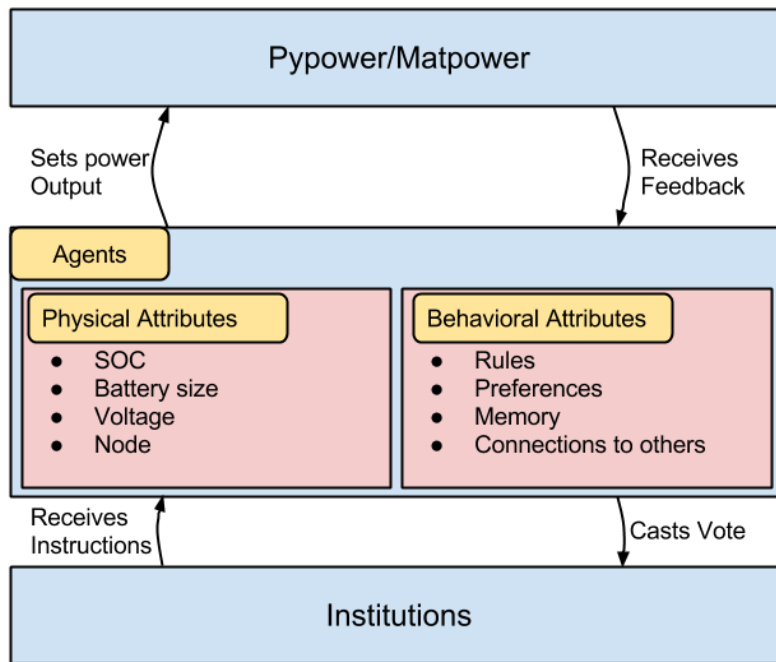 Pypower/Matpower
Sets power
Output
Receives
Feedback
Agents
Physical Attributes
● SOC
● Battery size
● Voltage
● Node
Behavioral Attributes
● Rules
● Preferences
● Memory
● Connections to others
Receives
Instructions
Casts Vote
Institutions